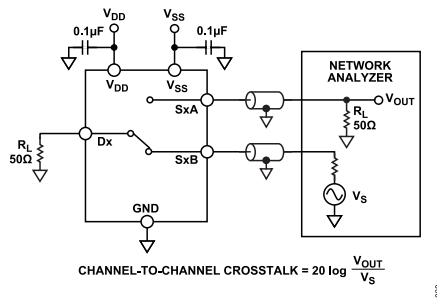 VDD
VSS
0.1µF
0.1µF
VDD
VSS
NETWORK
ANALYZER
SxA
VOUT
RL
50Ω
RL
50Ω
Dx
SxB
VS
GND
CHANNEL-TO-CHANNEL CROSSTALK = 20 log VOUT
VS